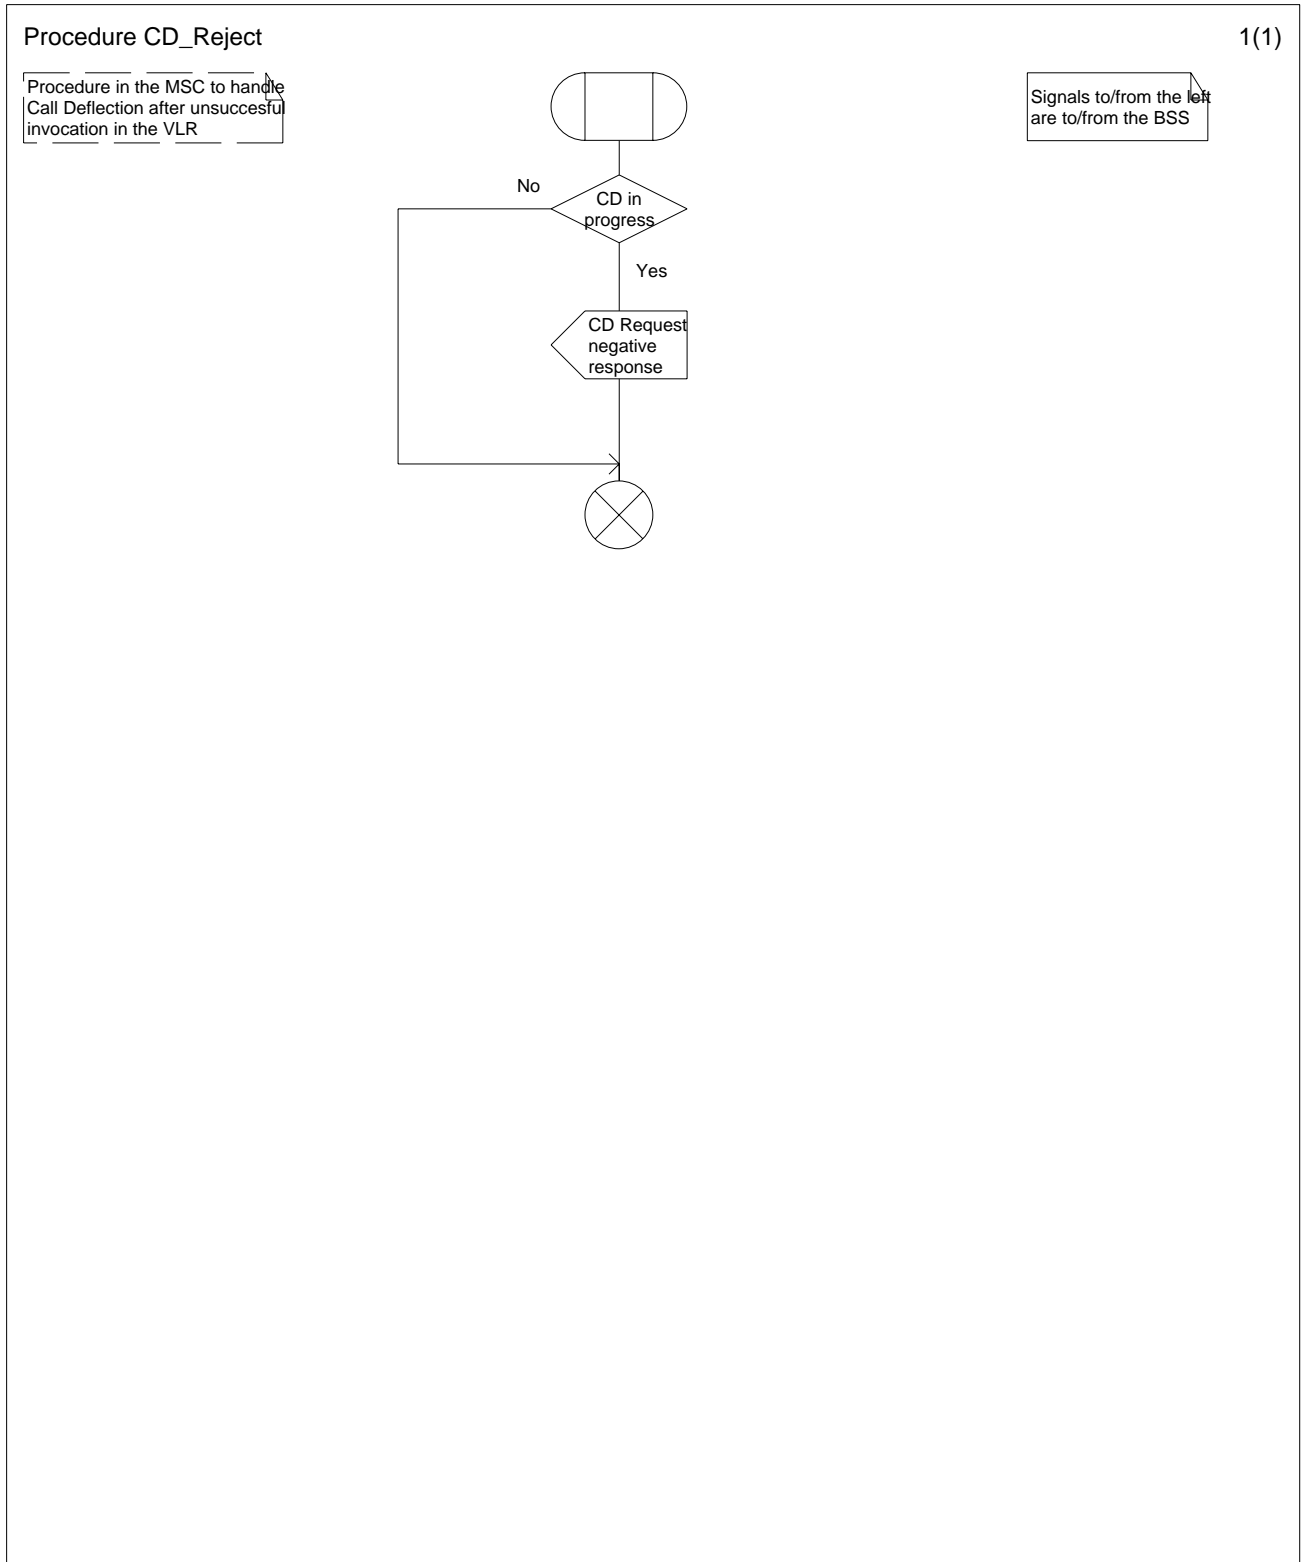 Procedure CD_Reject
1(1)
Procedure in the MSC to handle
Call Deflection after unsuccesful
invocation in the VLR
Signals to/from the left
are to/from the BSS
No
CD in
progress
Yes
CD Request
negative
response